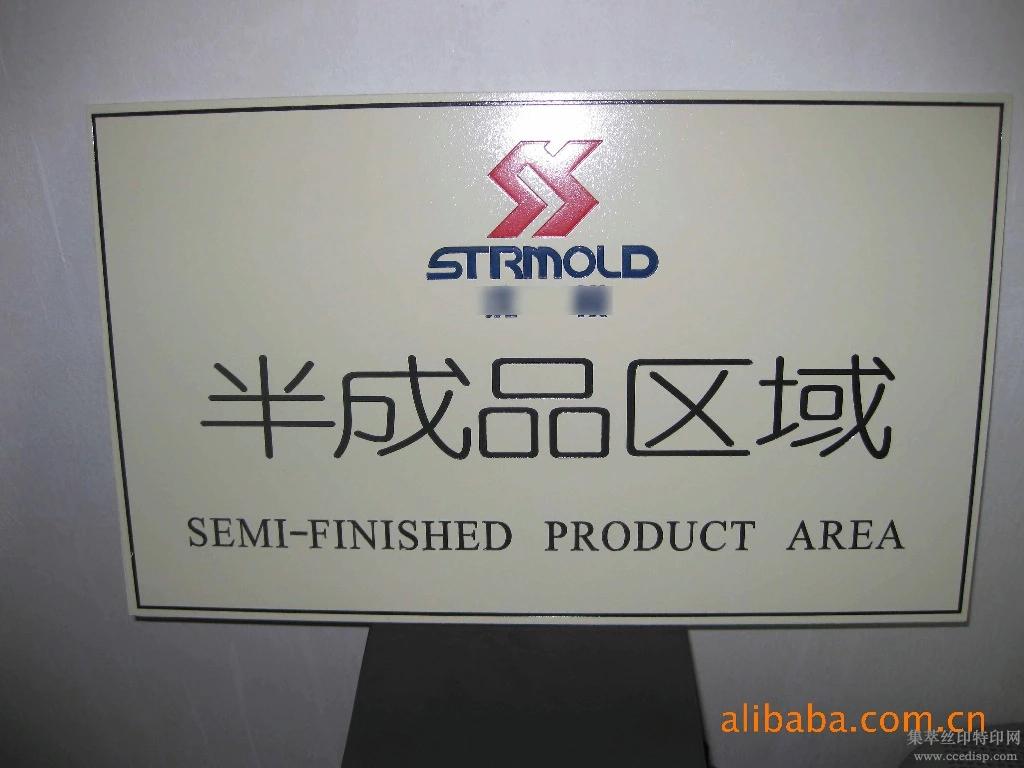 STRMOLD
半成品区域
SEMI-FINISHED PRODUCT AREA
alibaba.com.cn
集萃丝印特印网
www.ccedisp.com